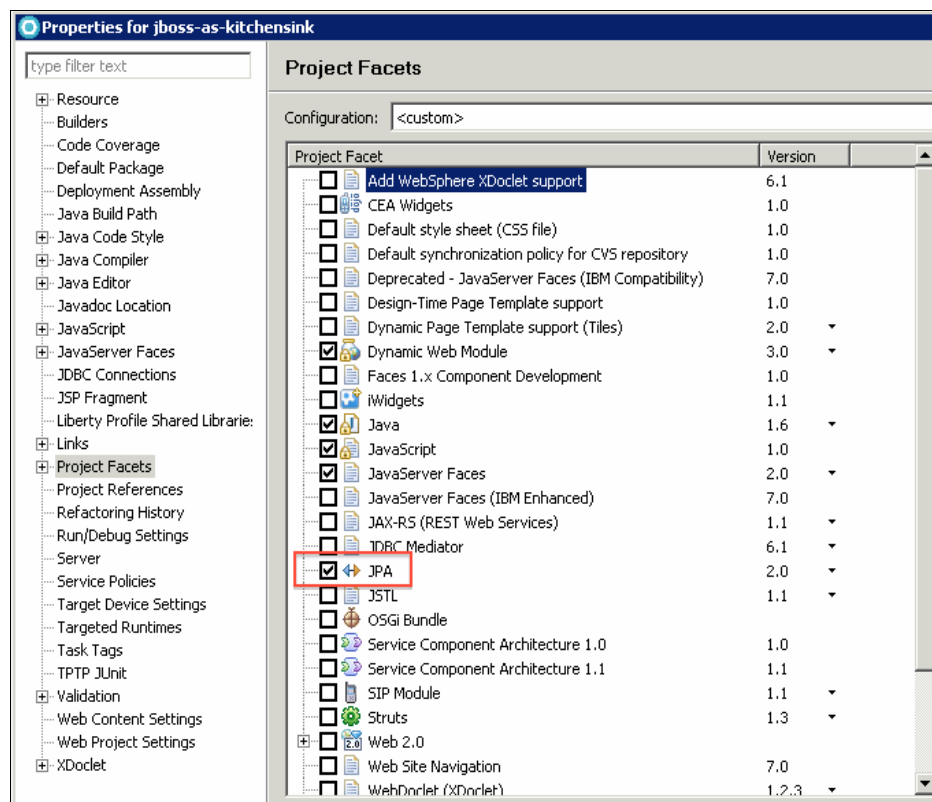 Properties for jboss-as-kitchensink
type filter text
Resource
Builders
Code Coverage
Default Package
Deployment Assembly
Java Build Path
Java Code Style
Java Compiler
Java Editor
Javadoc Location
JavaScript
JavaServer Faces
JDBC Connections
JSP Fragment
Liberty Profile Shared Librarie:
Links
Project Facets
Project References
Refactoring History
Run/Debug Settings
Server
Service Policies
Target Device Settings
Targeted Runtimes
Task Tags
TPTP JUnit
Validation
Web Content Settings
Web Project Settings
XDoclet
Project Facets
Configuration: <custom>
Project Facet Version
Add WebSphere XDoclet support 6.1
CEA Widgets 1.0
Default style sheet (CSS file) 1.0
Default synchronization policy for CVS repository 1.0
Deprecated - JavaServer Faces (IBM Compatibility) 7.0
Design-Time Page Template support 1.0
Dynamic Page Template support (Tiles) 2.0
Dynamic Web Module 3.0
Faces 1.x Component Development 1.0
iWidgets 1.1
Java 1.6
JavaScript 1.0
JavaServer Faces 2.0
JavaServer Faces (IBM Enhanced) 7.0
JAX-RS (REST Web Services) 1.1
JDBC Mediator 6.1
JPA 2.0
JSTL 1.1
OSGi Bundle
Service Component Architecture 1.0 1.0
Service Component Architecture 1.1 1.1
SIP Module 1.1
Struts 1.3
2.0 Web 2.0
Web Site Navigation 7.0
WebDoclet (XDoclet) 1.2.3